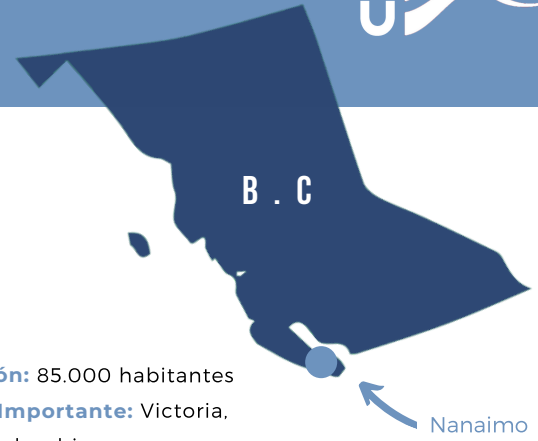 B . C
ón: 85.000 habitantes
Importante: Victoria,
Nanaimo